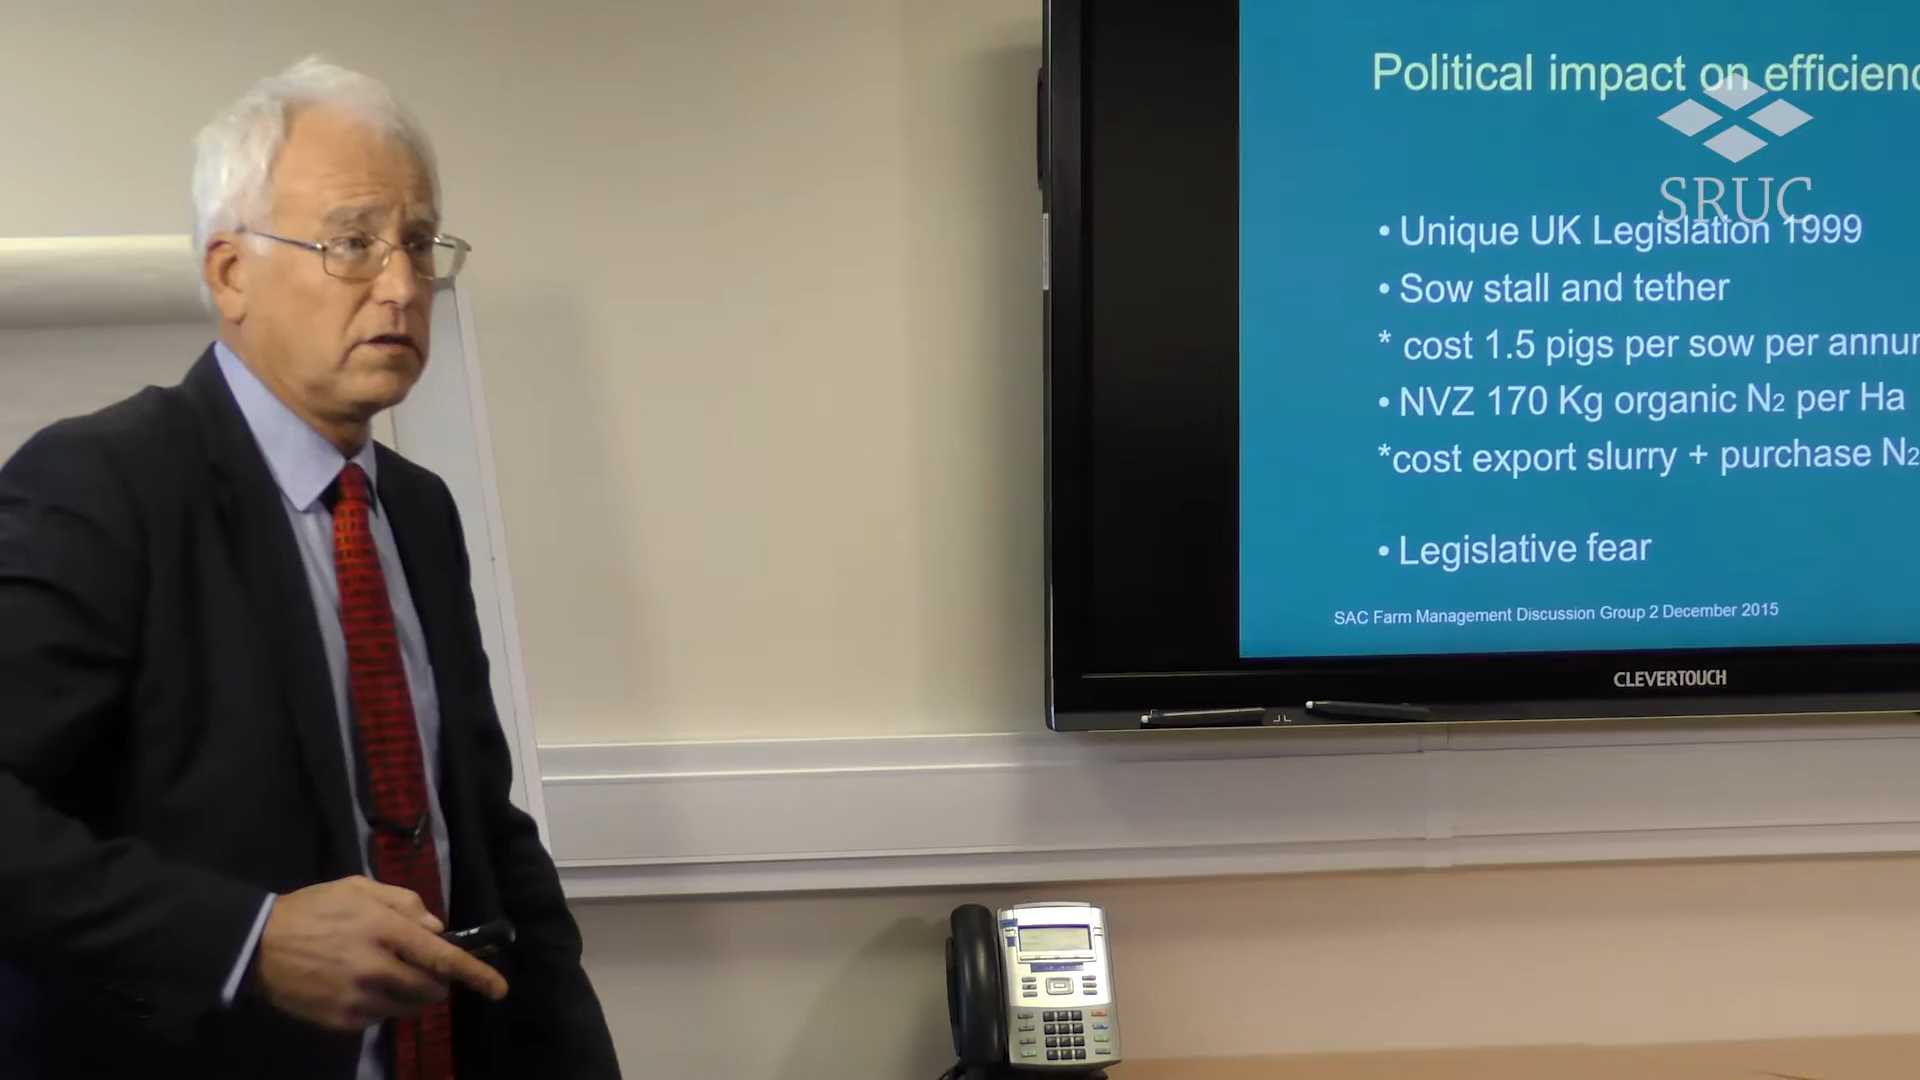 Political impact on efficienc
SRUC
• Unique UK Legislation 1999
• Sow stall and tether
* cost 1.5 pigs per sow per annu
• NVZ 170 Kg organic N2 per Ha
*cost export slurry + purchase N2
• Legislative fear
SAC Farm Management Discussion Group 2 December 2015
CLEVERTOUCH